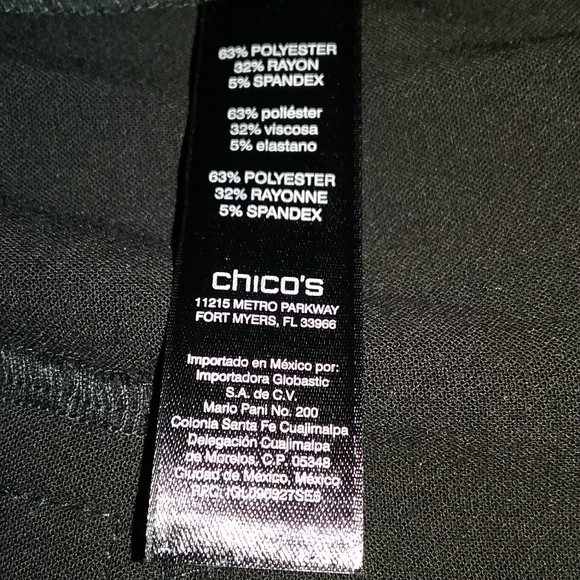 63% POLYESTER
32% RAYON
5% SPANDEX
63% poliéster
32% viscosa
5% elastano
63% POLYESTER
32% RAYONNE
5% SPANDEX
chico's
11215 METRO PARKWAY
FORT MYERS, FL 33966
Importado en México por:
Importadora Globastic
S.A. de C.V.
Mario Pani No. 200
Colonia Santa Fe Cuajimalpa
Delegación Cuajimalpa
de Morelos, C.P. 05348
Ciudad de México, México